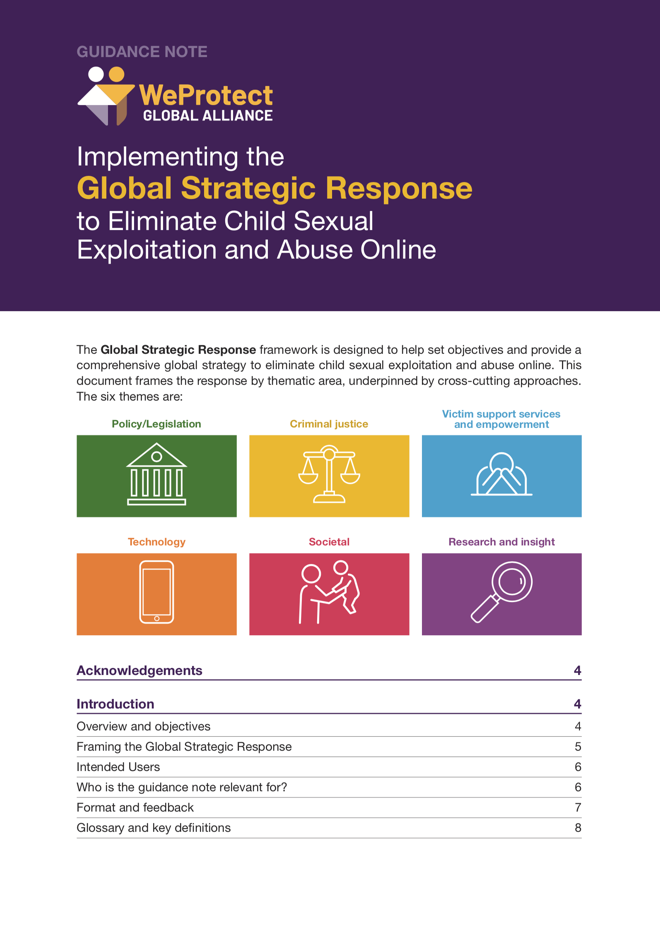 GUIDANCE NOTE
WeProtect
GLOBAL ALLIANCE
Implementing the
Global Strategic Response
to Eliminate Child Sexual
Exploitation and Abuse Online
The Global Strategic Response framework is designed to help set objectives and provide a
comprehensive global strategy to eliminate child sexual exploitation and abuse online. This
document frames the response by thematic area, underpinned by cross-cutting approaches.
The six themes are:
Policy/Legislation
Criminal justice
Victim support services
and empowerment
Technology
Societal
Research and insight
Acknowledgements 4
Introduction 4
Overview and objectives 4
Framing the Global Strategic Response 5
Intended Users 6
Who is the guidance note relevant for? 6
Format and feedback 7
Glossary and key definitions 8